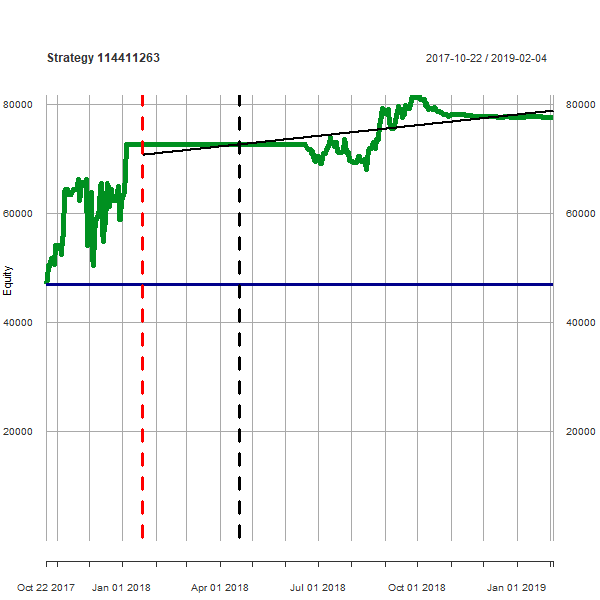 Strategy 114411263
2017-10-22 / 2019-02-04
80000 80000
60000 60000
Equity
40000 40000
20000 20000
Oct 22 2017 Jan 01 2018 Apr 01 2018 Jul 01 2018 Oct 01 2018 Jan 01 2019